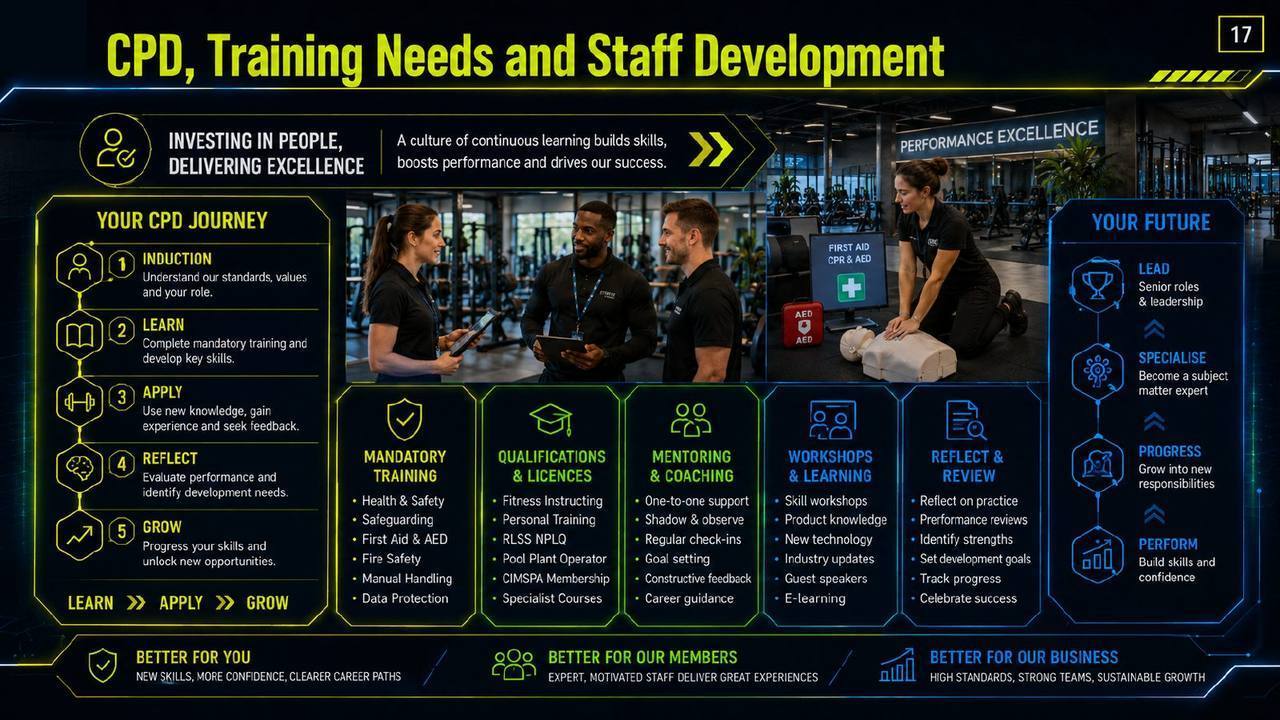 CPD, Training Needs and Staff Development
17
INVESTING IN PEOPLE,
DELIVERING EXCELLENCE
A culture of continuous learning builds skills,
boosts performance and drives our success.
PERFORMANCE EXCELLENCE
FIRST AID
CPR & AED
AED
AED
YOUR CPD JOURNEY
1
INDUCTION
Understand our standards, values
and your role.
2
LEARN
Complete mandatory training and
develop key skills.
3
APPLY
Use new knowledge, gain
experience and seek feedback.
4
REFLECT
Evaluate performance and
identify development needs.
5
GROW
Progress your skills and
unlock new opportunities.
LEARN >> APPLY >> GROW
MANDATORY
TRAINING
• Health & Safety
• Safeguarding
• First Aid & AED
• Fire Safety
• Manual Handling
• Data Protection
QUALIFICATIONS
& LICENCES
• Fitness Instructing
• Personal Training
• RLSS NPLQ
• Pool Plant Operator
• CIMSPA Membership
• Specialist Courses
MENTORING
& COACHING
• One-to-one support
• Shadow & observe
• Regular check-ins
• Goal setting
• Constructive feedback
• Career guidance
WORKSHOPS
& LEARNING
• Skill workshops
• Product knowledge
• New technology
• Industry updates
• Guest speakers
• E-learning
REFLECT &
REVIEW
• Reflect on practice
• Prerformance reviews
• Identify strengths
• Set development goals
• Track progress
• Celebrate success
YOUR FUTURE
LEAD
Senior roles
& leadership
SPECIALISE
Become a subject
matter expert
PROGRESS
Grow into new
responsibilities
PERFORM
Build skills and
confidence
BETTER FOR YOU
NEW SKILLS, MORE CONFIDENCE, CLEARER CAREER PATHS
BETTER FOR OUR MEMBERS
EXPERT, MOTIVATED STAFF DELIVER GREAT EXPERIENCES
BETTER FOR OUR BUSINESS
HIGH STANDARDS, STRONG TEAMS, SUSTAINABLE GROWTH